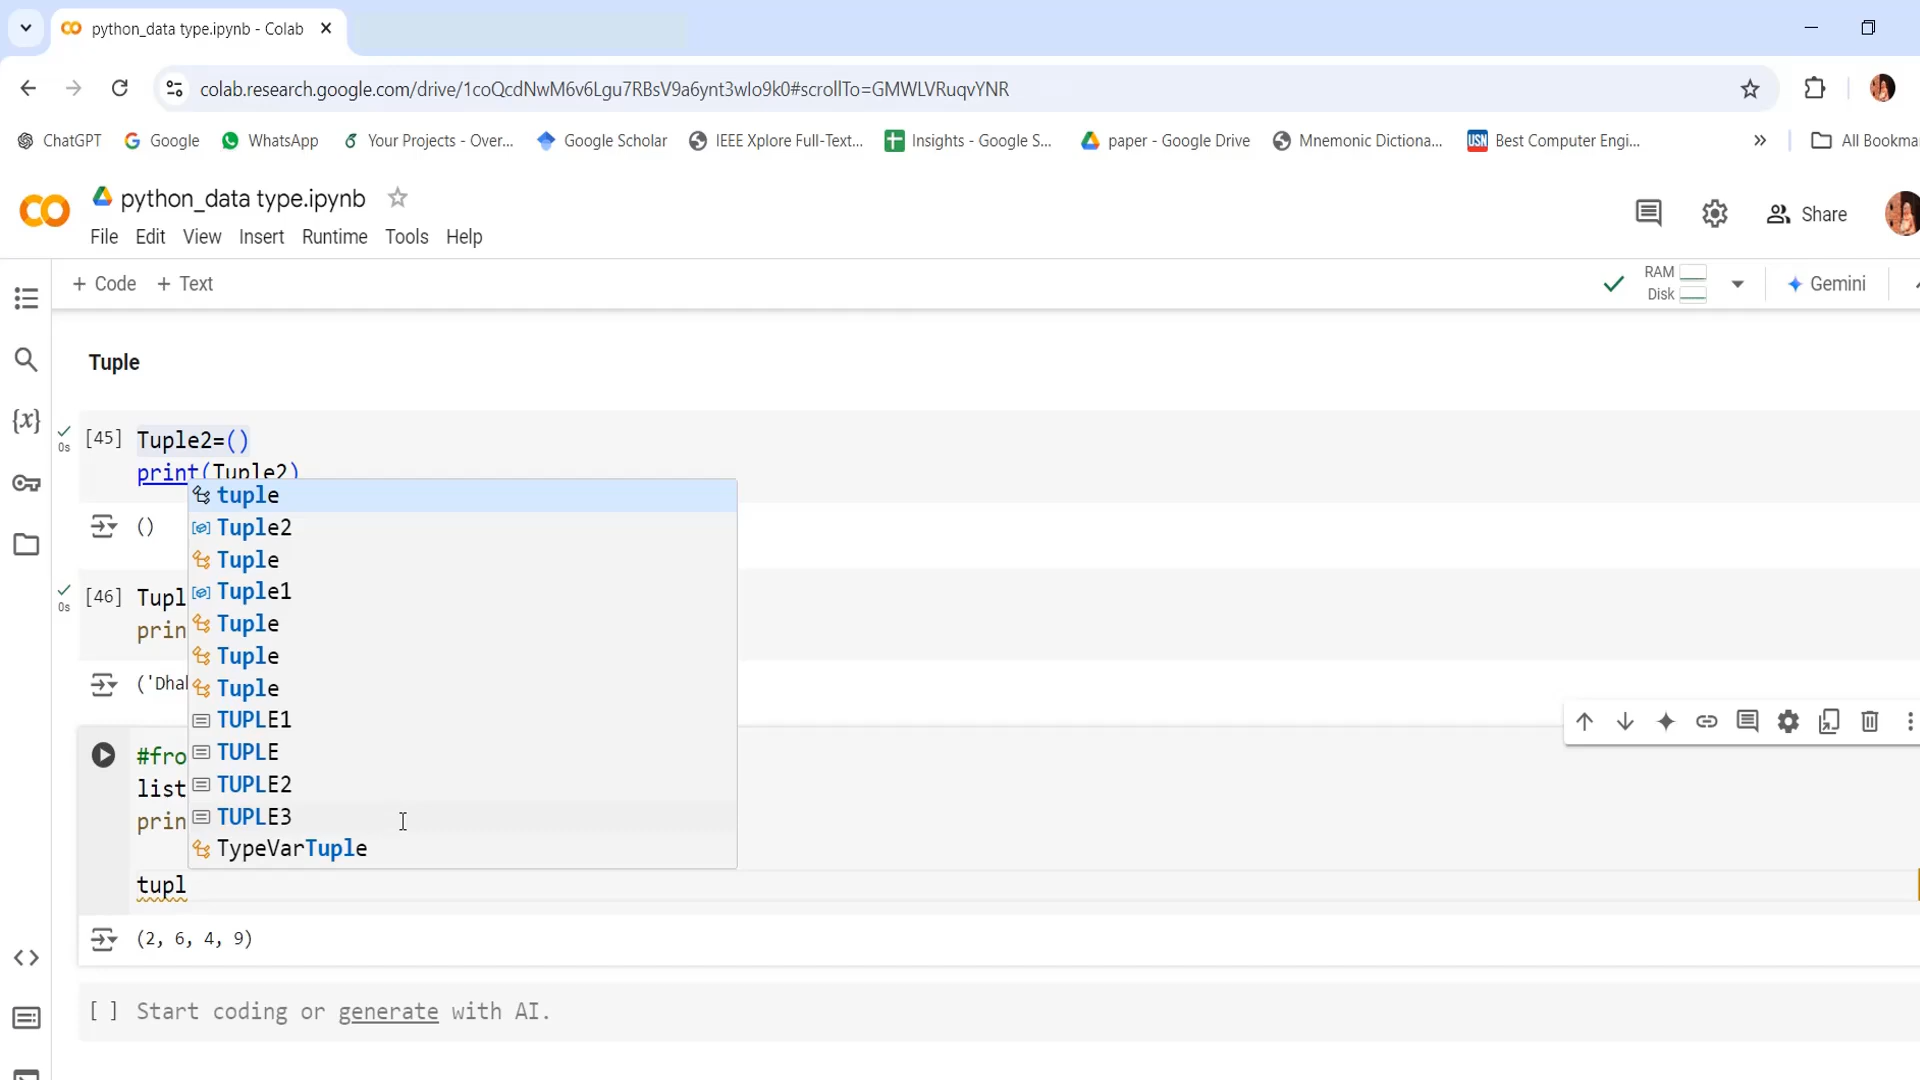 python_data type.ipynb - Colab
colab.research.google.com/drive/1coQcdNwM6v6Lgu7RBsV9a6ynt3wIo9k0#scrollTo=GMWLVRuqvYNR
ChatGPT Google WhatsApp Your Projects - Over... Google Scholar IEEE Xplore Full-Text... Insights - Google S... paper - Google Drive Mnemonic Dictiona... USN Best Computer Engi... » All Bookma
python_data type.ipynb
File Edit View Insert Runtime Tools Help
Share
+ Code + Text
RAM
Disk
Gemini
Tuple
[45] Tuple2=()
0s
print(Tuple2)
tuple
Tuple2
()
Tuple
Tuple1
[46] Tupl
0s
Tuple
prin
Tuple
Tuple
('Dha
TUPLE1
TUPLE
#fro
TUPLE2
list
TUPLE3
prin
TypeVarTuple
tupl
(2, 6, 4, 9)
[ ] Start coding or generate with AI.